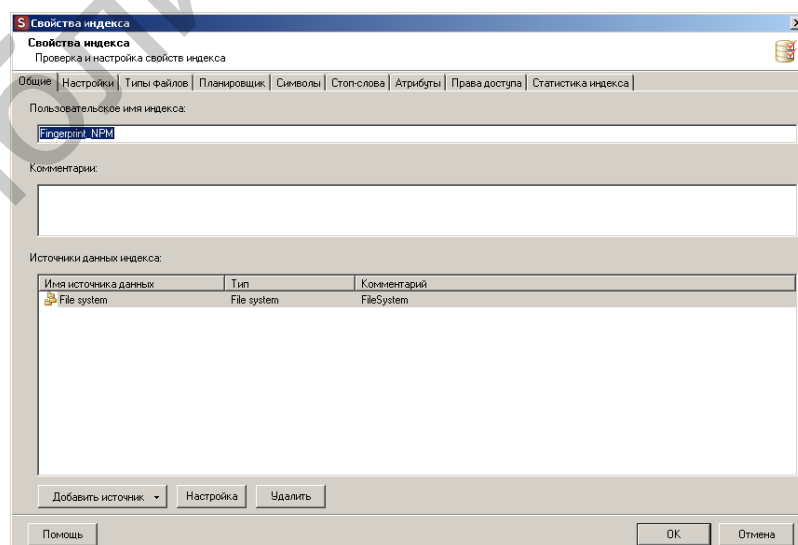 S Свойства индекса
Свойства индекса
Проверка и настройка свойств индекса
Общие Настройки Типы файлов Планировщик Символы Стоп-слова Атрибуты Права доступа Статистика индекса
Пользовательское имя индекса:
Fingerprint_NPM
Комментарии:
Источники данных индекса:
Имя источника данных Тип Комментарий
File system File system FileSystem
Добавить источник Настройка Удалить
Помощь OK Отмена